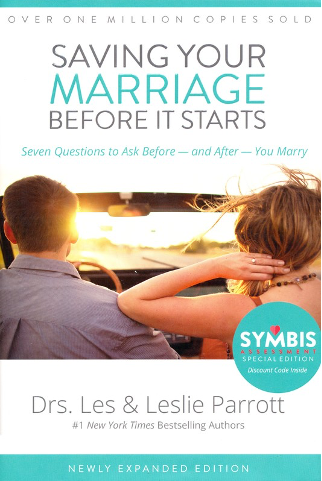 OVER ONE MILLION COPIES SOLD
SAVING YOUR
MARRIAGE
BEFORE IT STARTS
Seven Questions to Ask Before — and After — You Marry
SYMBIS
ASSESSMENT
SPECIAL EDITION
Discount Code Inside
Drs. Les & Leslie Parrott
#1 New York Times Bestselling Authors
NEWLY EXPANDED EDITION